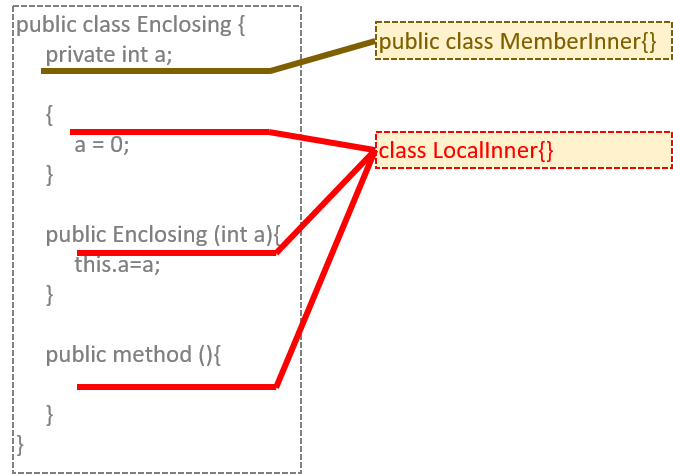 public class Enclosing {
private int a;
{
a = 0;
}
public Enclosing (int a){
this.a=a;
}
public method (){
}
}
public class MemberInner{}
class LocalInner{}